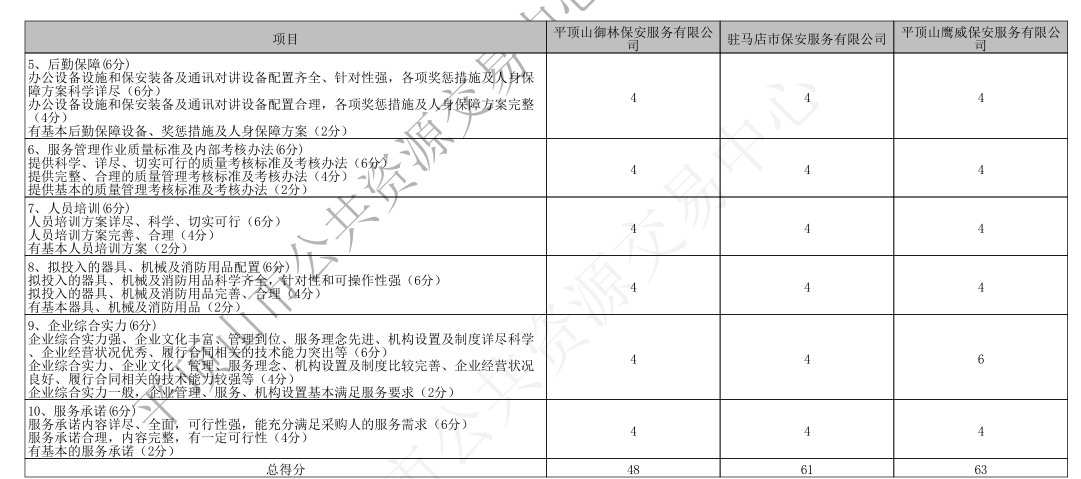 项目
平顶山御林保安服务有限公
司
驻马店市保安服务有限公司
平顶山鹰威保安服务有限公
司
5、后勤保障(6分)
办公设备设施和保安装备及通讯对讲设备配置齐全、针对性强，各项奖惩措施及人身保
障方案科学详尽（6分）
办公设备设施和保安装备及通讯对讲设备配置合理，各项奖惩措施及人身保障方案完整
（4分）
有基本后勤保障设备、奖惩措施及人身保障方案（2分）
4
4
4
6、服务管理作业质量标准及内部考核办法(6分)
提供科学、详尽、切实可行的质量考核标准及考核办法（6分）
提供完整、合理的质量管理考核标准及考核办法（4分）
提供基本的质量管理考核标准及考核办法（2分）
4
4
4
7、人员培训(6分)
人员培训方案详尽、科学、切实可行（6分）
人员培训方案完善、合理（4分）
有基本人员培训方案（2分）
4
4
4
8、拟投入的器具、机械及消防用品配置(6分)
拟投入的器具、机械及消防用品科学齐全、针对性和可操作性强（6分）
拟投入的器具、机械及消防用品完善、合理（4分）
有基本器具、机械及消防用品（2分）
4
4
4
9、企业综合实力(6分)
企业综合实力强、企业文化丰富、管理到位、服务理念先进、机构设置及制度详尽科学
、企业经营状况优秀、履行合同相关的技术能力突出等（6分）
企业综合实力、企业文化、管理、服务理念、机构设置及制度比较完善、企业经营状况
良好、履行合同相关的技术能力较强等（4分）
企业综合实力一般，企业管理、服务、机构设置基本满足服务要求（2分）
4
4
6
10、服务承诺(6分)
服务承诺内容详尽、全面，可行性强，能充分满足采购人的服务需求（6分）
服务承诺合理，内容完整，有一定可行性（4分）
有基本的服务承诺（2分）
4
4
4
总得分
48
61
63
平顶山市公共资源交易中心
市公共资源交易中心